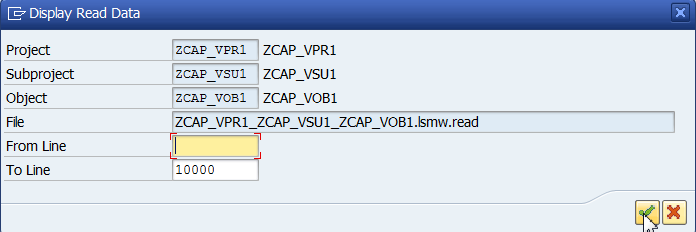 Display Read Data
Project ZCAP_VPR1 ZCAP_VPR1
Subproject ZCAP_VSU1 ZCAP_VSU1
Object ZCAP_VOB1 ZCAP_VOB1
File ZCAP_VPR1_ZCAP_VSU1_ZCAP_VOB1.lsmw.read
From Line
To Line 10000